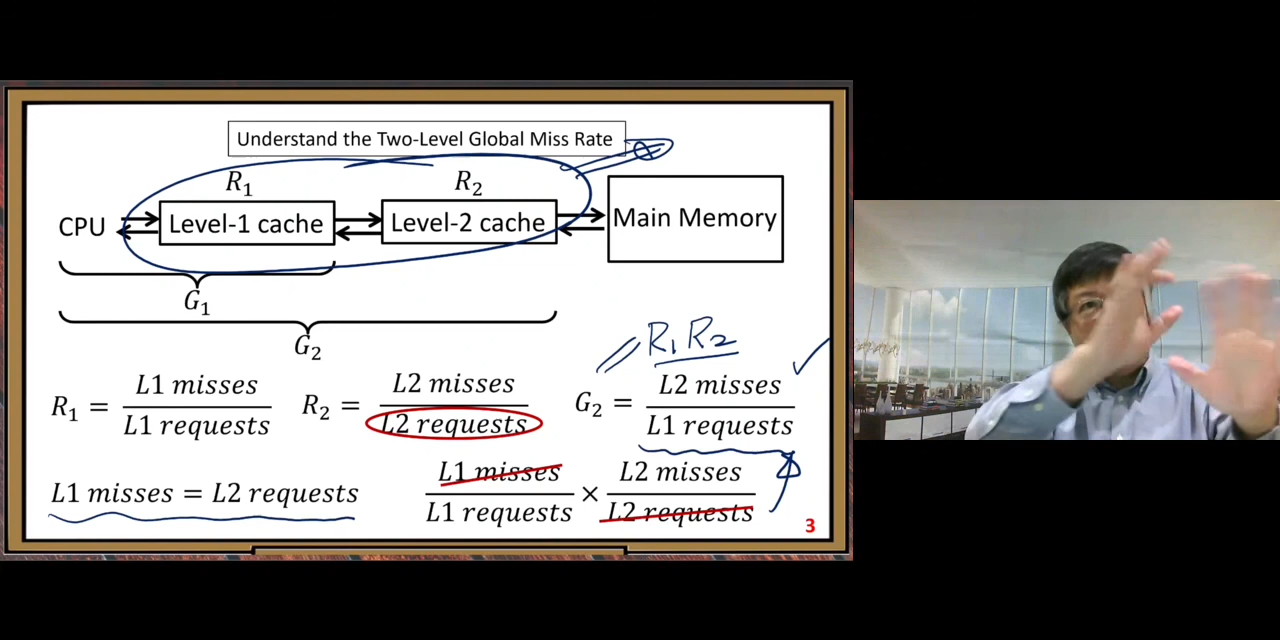 Understand the Two-Level Global Miss Rate
R₁ R₂
CPU Level-1 cache Level-2 cache Main Memory
G₁
G₂
R₁ R₂
R₁ = L1 misses / L1 requests R₂ = L2 misses / L2 requests G₂ = L2 misses / L1 requests
L1 misses = L2 requests L1 misses / L1 requests × L2 misses / L2 requests
3